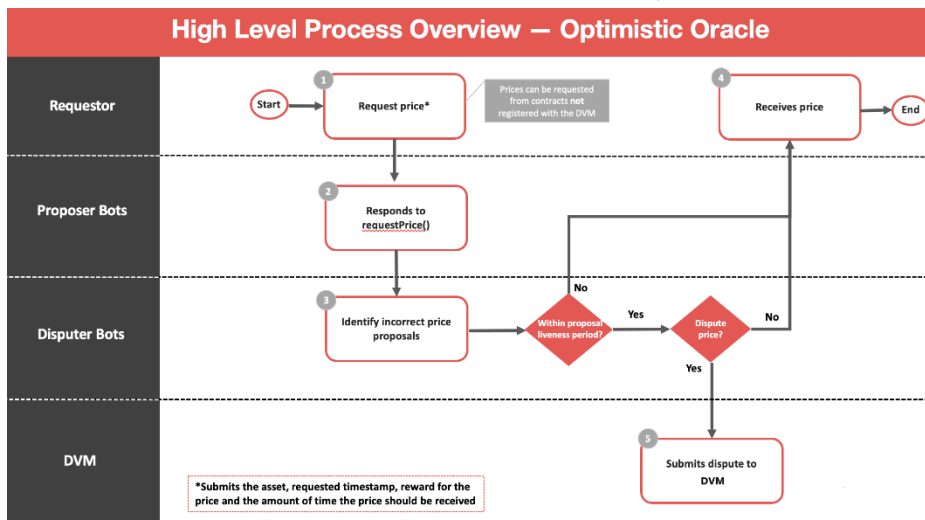 High Level Process Overview — Optimistic Oracle
Requestor
Start
1
Request price*
Prices can be requested
from contracts not
registered with the DVM
4
Receives price
End
Proposer Bots
2
Responds to
requestPrice()
Disputer Bots
3
Identify incorrect price
proposals
Within proposal
liveness period?
No
Yes
Dispute
price?
No
Yes
DVM
5
Submits dispute to
DVM
*Submits the asset, requested timestamp, reward for the
price and the amount of time the price should be received